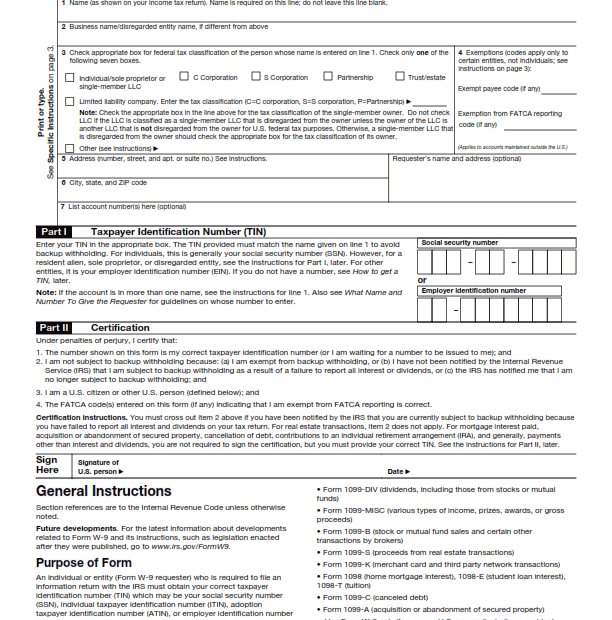 1 Name (as shown on your income tax return). Name is required on this line; do not leave this line blank.
2 Business name/disregarded entity name, if different from above
Print or type.
See Specific Instructions on page 3.
3 Check appropriate box for federal tax classification of the person whose name is entered on line 1. Check only one of the
following seven boxes.
Individual/sole proprietor or
single-member LLC
C Corporation
S Corporation
Partnership
Trust/estate
Limited liability company. Enter the tax classification (C=C corporation, S=S corporation, P=Partnership) ▶
Note: Check the appropriate box in the line above for the tax classification of the single-member owner. Do not check
LLC if the LLC is classified as a single-member LLC that is disregarded from the owner unless the owner of the LLC is
another LLC that is not disregarded from the owner for U.S. federal tax purposes. Otherwise, a single-member LLC that
is disregarded from the owner should check the appropriate box for the tax classification of its owner.
Other (see instructions) ▶
4 Exemptions (codes apply only to
certain entities, not individuals; see
instructions on page 3):
Exempt payee code (if any)
Exemption from FATCA reporting
code (if any)
(Applies to accounts maintained outside the U.S.)
5 Address (number, street, and apt. or suite no.) See instructions.
Requester's name and address (optional)
6 City, state, and ZIP code
7 List account number(s) here (optional)
Part I Taxpayer Identification Number (TIN)
Enter your TIN in the appropriate box. The TIN provided must match the name given on line 1 to avoid
backup withholding. For individuals, this is generally your social security number (SSN). However, for a
resident alien, sole proprietor, or disregarded entity, see the instructions for Part I, later. For other
entities, it is your employer identification number (EIN). If you do not have a number, see How to get a
TIN, later.
Note: If the account is in more than one name, see the instructions for line 1. Also see What Name and
Number To Give the Requester for guidelines on whose number to enter.
Social security number
– –
or
Employer identification number
–
Part II Certification
Under penalties of perjury, I certify that:
1. The number shown on this form is my correct taxpayer identification number (or I am waiting for a number to be issued to me); and
2. I am not subject to backup withholding because: (a) I am exempt from backup withholding, or (b) I have not been notified by the Internal Revenue
Service (IRS) that I am subject to backup withholding as a result of a failure to report all interest or dividends, or (c) the IRS has notified me that I am
no longer subject to backup withholding; and
3. I am a U.S. citizen or other U.S. person (defined below); and
4. The FATCA code(s) entered on this form (if any) indicating that I am exempt from FATCA reporting is correct.
Certification instructions. You must cross out item 2 above if you have been notified by the IRS that you are currently subject to backup withholding because
you have failed to report all interest and dividends on your tax return. For real estate transactions, item 2 does not apply. For mortgage interest paid,
acquisition or abandonment of secured property, cancellation of debt, contributions to an individual retirement arrangement (IRA), and generally, payments
other than interest and dividends, you are not required to sign the certification, but you must provide your correct TIN. See the instructions for Part II, later.
Sign
Here
Signature of
U.S. person ▶
Date ▶
General Instructions
Section references are to the Internal Revenue Code unless otherwise
noted.
Future developments. For the latest information about developments
related to Form W-9 and its instructions, such as legislation enacted
after they were published, go to www.irs.gov/FormW9.
Purpose of Form
An individual or entity (Form W-9 requester) who is required to file an
information return with the IRS must obtain your correct taxpayer
identification number (TIN) which may be your social security number
(SSN), individual taxpayer identification number (ITIN), adoption
taxpayer identification number (ATIN), or employer identification number
• Form 1099-DIV (dividends, including those from stocks or mutual
funds)
• Form 1099-MISC (various types of income, prizes, awards, or gross
proceeds)
• Form 1099-B (stock or mutual fund sales and certain other
transactions by brokers)
• Form 1099-S (proceeds from real estate transactions)
• Form 1099-K (merchant card and third party network transactions)
• Form 1098 (home mortgage interest), 1098-E (student loan interest),
1098-T (tuition)
• Form 1099-C (canceled debt)
• Form 1099-A (acquisition or abandonment of secured property)